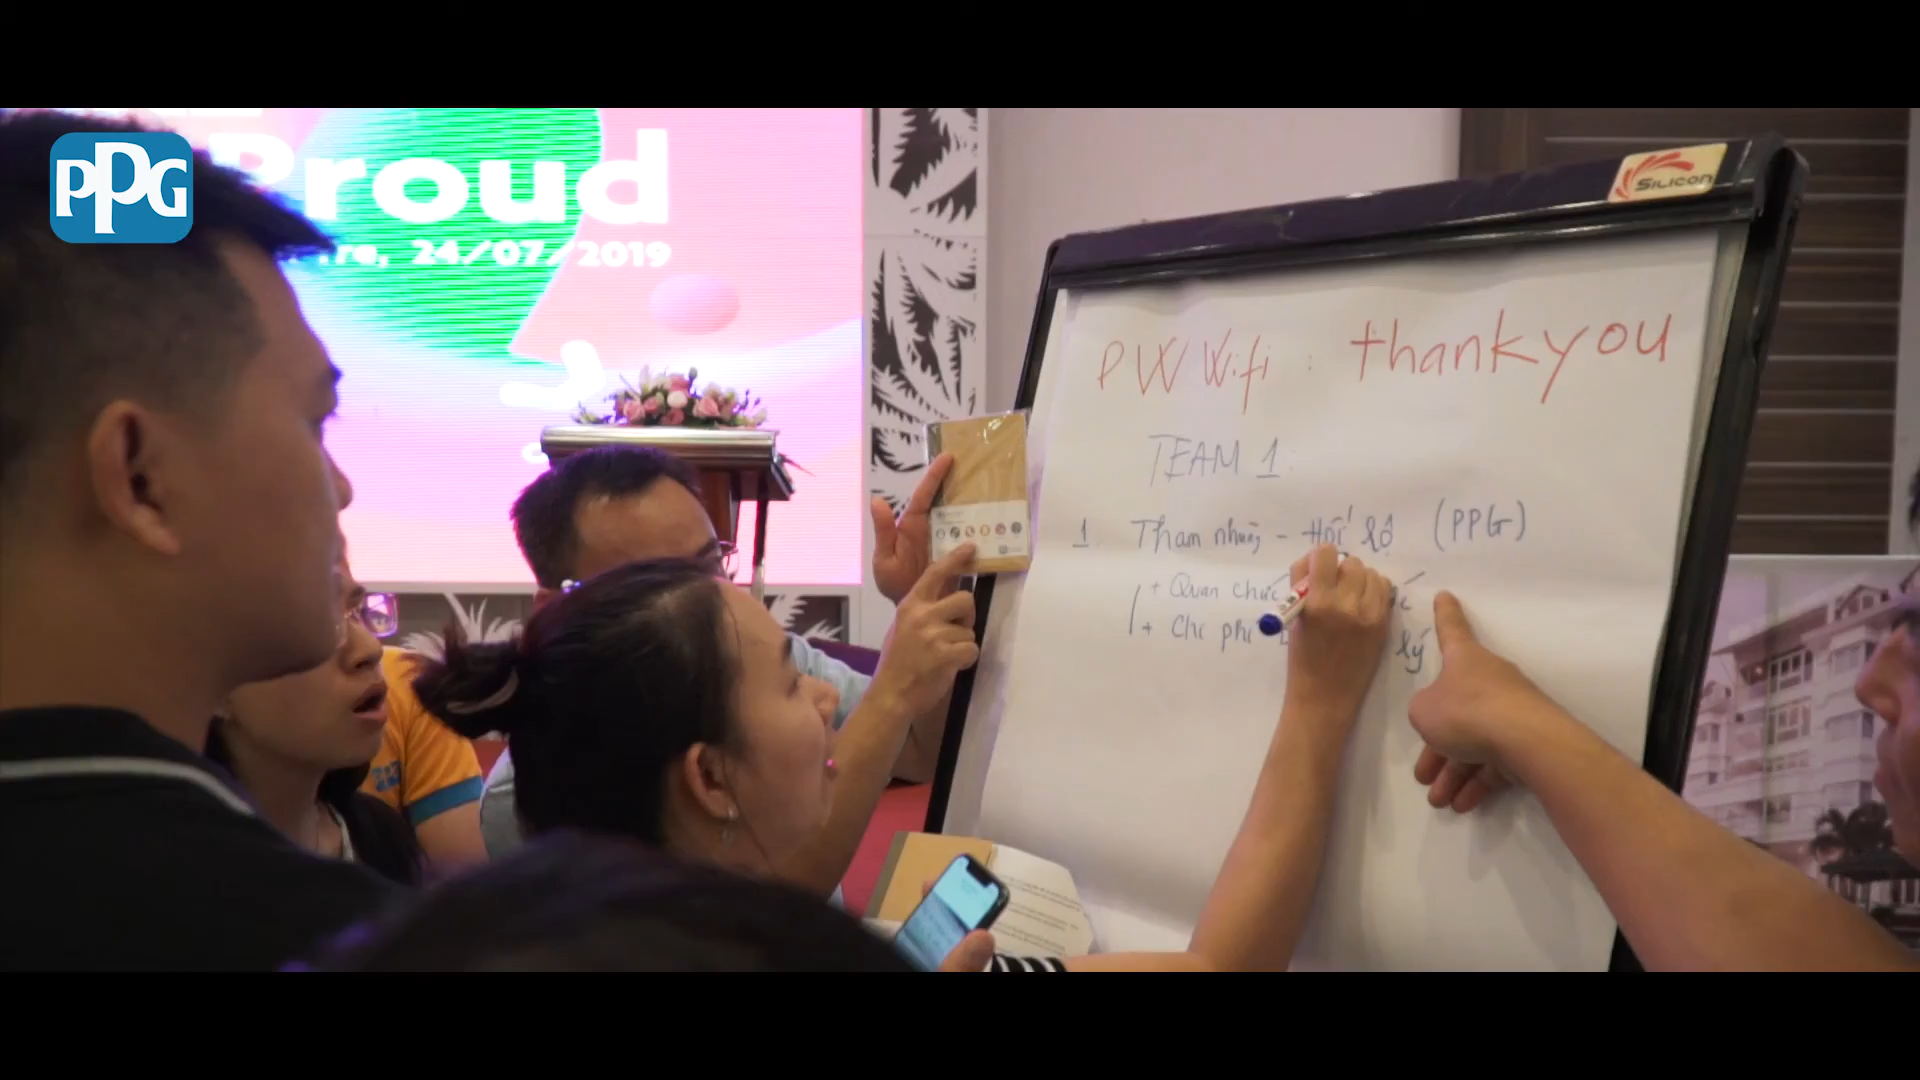 PPG
Proud
24/07/2019
SILICON
PW Wifi : thankyou
TEAM 1.
1. Tham nhũng - Hối lộ (PPG)
+ Quan chức
+ Chi phí lý